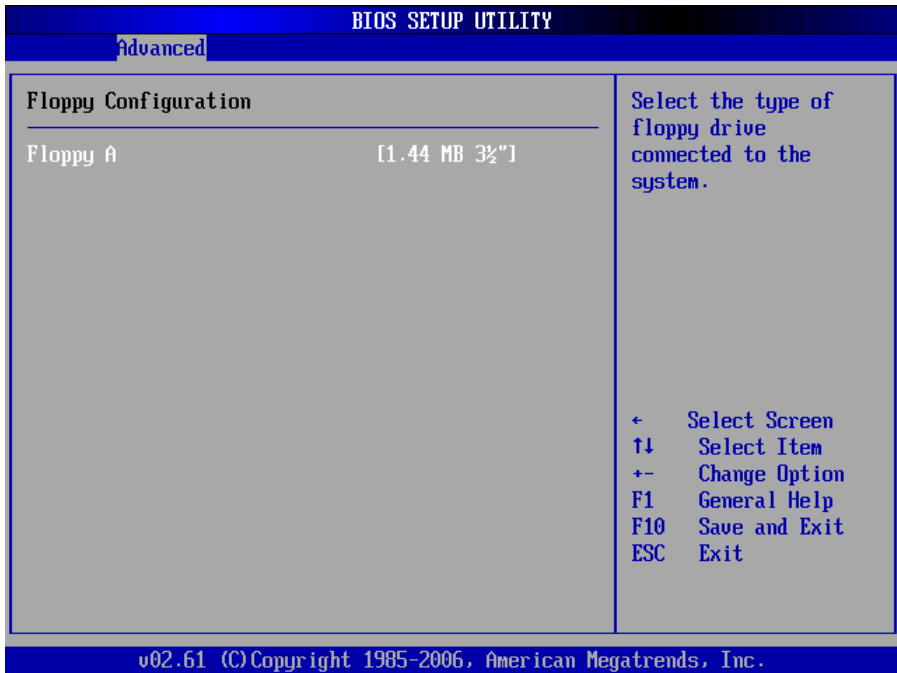 BIOS SETUP UTILITY
Advanced
Floppy Configuration
Floppy A [1.44 MB 3½"]
Select the type of
floppy drive
connected to the
system.
← Select Screen
↑↓ Select Item
+- Change Option
F1 General Help
F10 Save and Exit
ESC Exit
v02.61 (C)Copyright 1985-2006, American Megatrends, Inc.